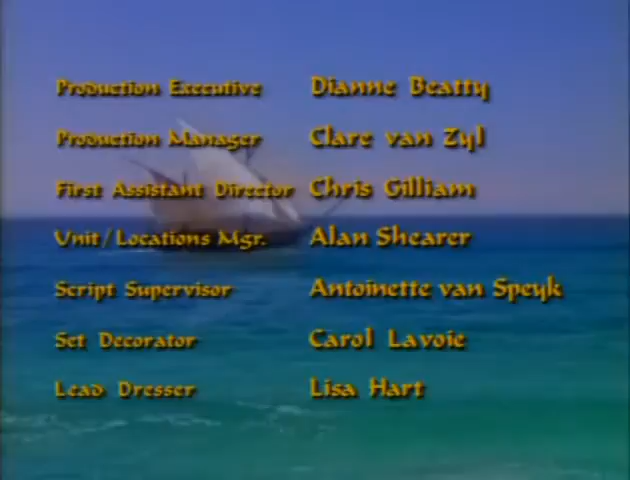 Production Executive Dianne Beatty
Production Manager Clare van Zyl
First Assistant Director Chris Gilliam
Unit/Locations Mgr. Alan Shearer
Script Supervisor Antoinette van Speyk
Set Decorator Carol Lavoie
Lead Dresser Lisa Hart